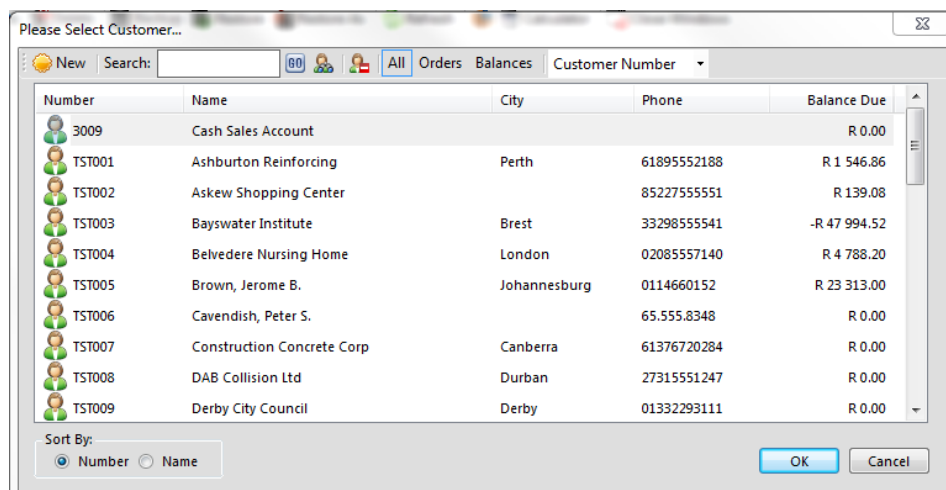 Please Select Customer...
New Search: GO All Orders Balances Customer Number
Number Name City Phone Balance Due
3009 Cash Sales Account R 0.00
TST001 Ashburton Reinforcing Perth 61895552188 R 1 546.86
TST002 Askew Shopping Center 85227555551 R 139.08
TST003 Bayswater Institute Brest 33298555541 -R 47 994.52
TST004 Belvedere Nursing Home London 02085557140 R 4 788.20
TST005 Brown, Jerome B. Johannesburg 0114660152 R 23 313.00
TST006 Cavendish, Peter S. 65.555.8348 R 0.00
TST007 Construction Concrete Corp Canberra 61376720284 R 0.00
TST008 DAB Collision Ltd Durban 27315551247 R 0.00
TST009 Derby City Council Derby 01332293111 R 0.00
Sort By:
Number Name OK Cancel